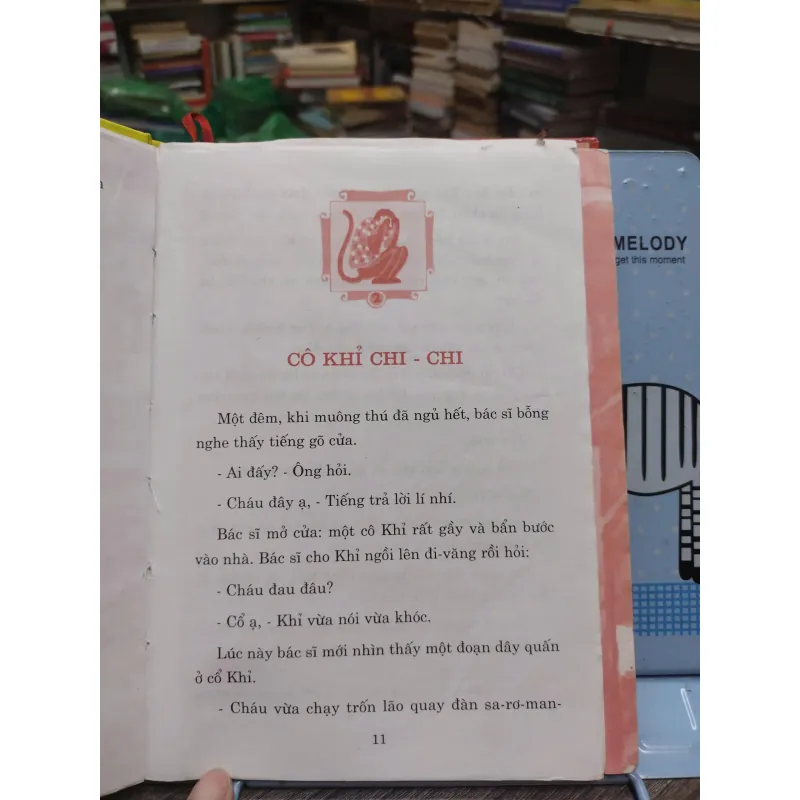 2
CÔ KHỈ CHI - CHI
Một đêm, khi muông thú đã ngủ hết, bác sĩ bỗng
nghe thấy tiếng gõ cửa.
- Ai đấy? - Ông hỏi.
- Cháu đây ạ, - Tiếng trả lời lí nhí.
Bác sĩ mở cửa: một cô Khỉ rất gầy và bẩn bước
vào nhà. Bác sĩ cho Khỉ ngồi lên đi-văng rồi hỏi:
- Cháu đau đâu?
- Cổ ạ, - Khỉ vừa nói vừa khóc.
Lúc này bác sĩ mới nhìn thấy một đoạn dây quấn
ở cổ Khỉ.
- Cháu vừa chạy trốn lão quay đàn sa-rơ-man-
11
MELODY
get this moment